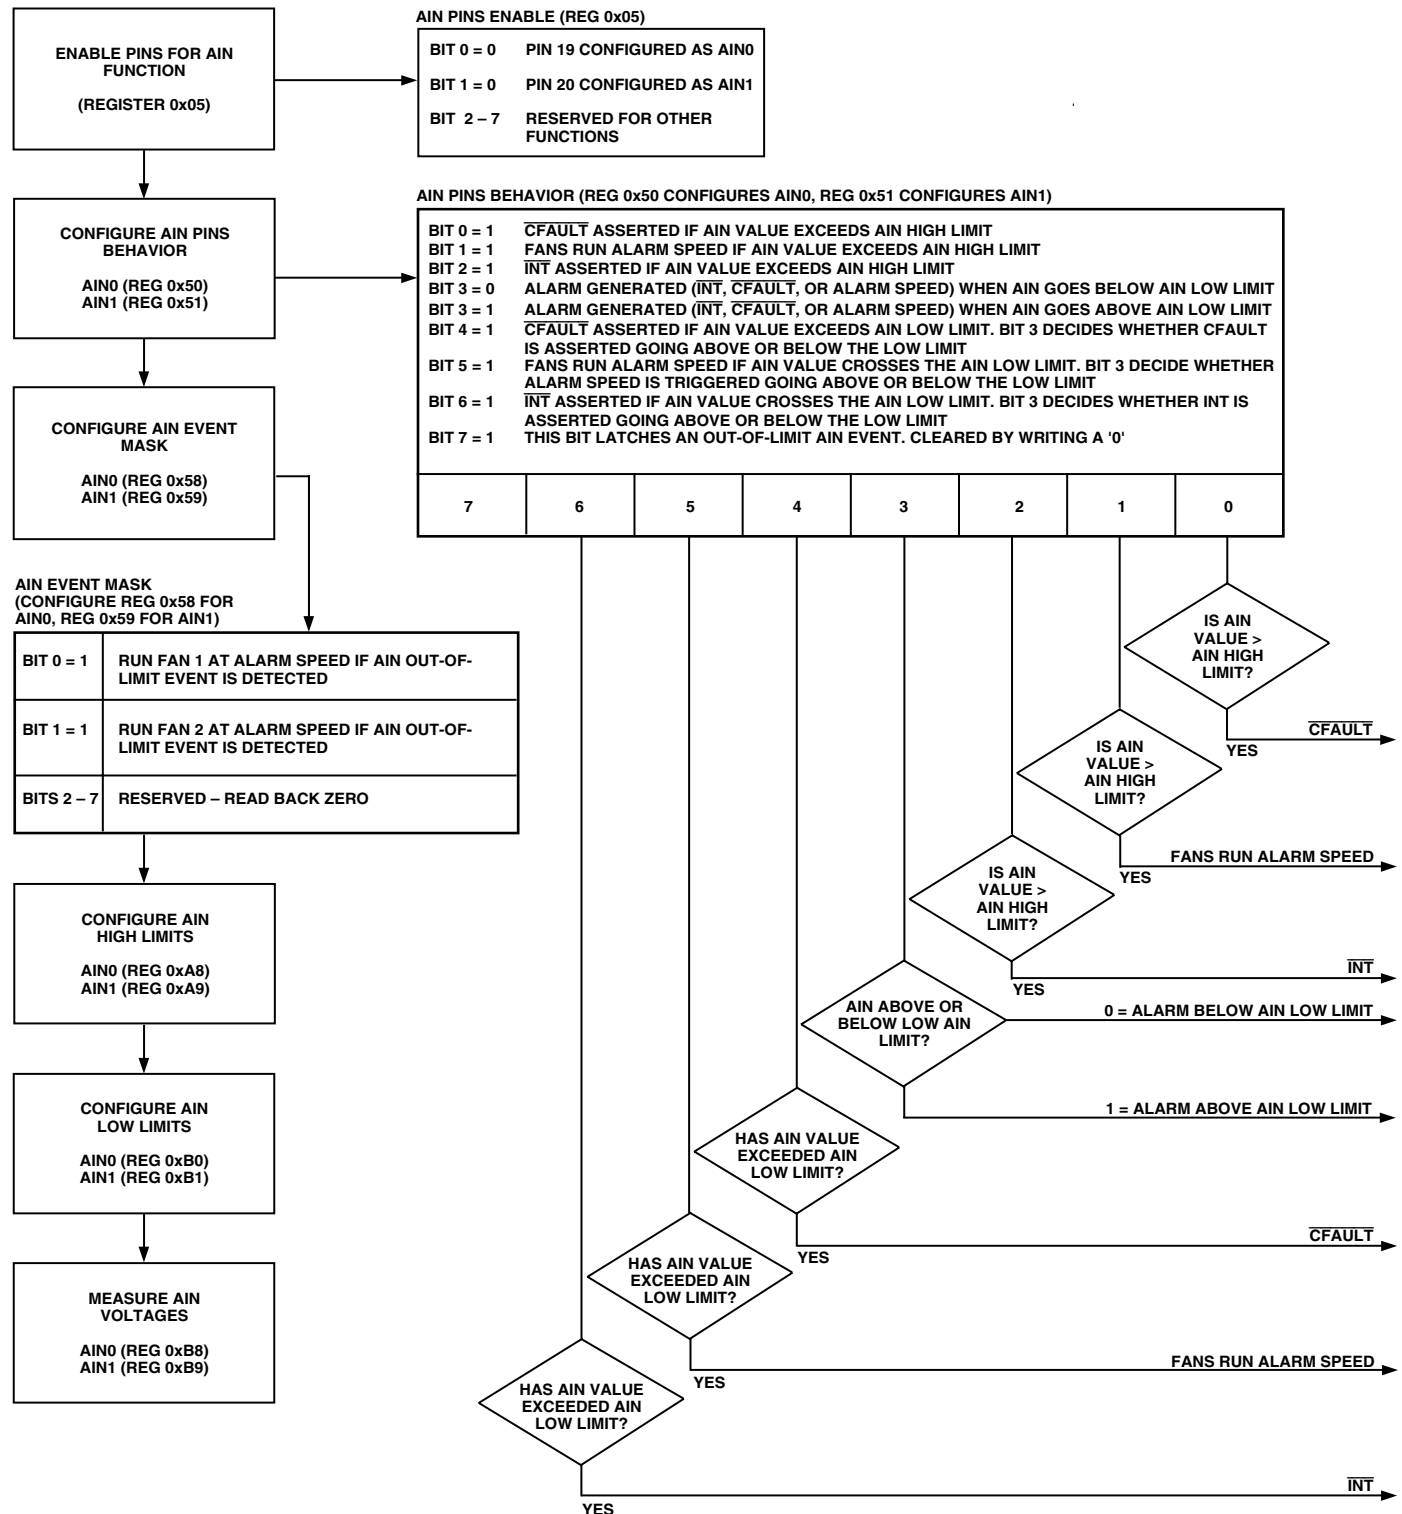 ENABLE PINS FOR AIN
FUNCTION
(REGISTER 0x05)
AIN PINS ENABLE (REG 0x05)
BIT 0 = 0 PIN 19 CONFIGURED AS AIN0
BIT 1 = 0 PIN 20 CONFIGURED AS AIN1
BIT 2 – 7 RESERVED FOR OTHER
FUNCTIONS
CONFIGURE AIN PINS
BEHAVIOR
AIN0 (REG 0x50)
AIN1 (REG 0x51)
AIN PINS BEHAVIOR (REG 0x50 CONFIGURES AIN0, REG 0x51 CONFIGURES AIN1)
BIT 0 = 1 CFAULT ASSERTED IF AIN VALUE EXCEEDS AIN HIGH LIMIT
BIT 1 = 1 FANS RUN ALARM SPEED IF AIN VALUE EXCEEDS AIN HIGH LIMIT
BIT 2 = 1 INT ASSERTED IF AIN VALUE EXCEEDS AIN HIGH LIMIT
BIT 3 = 0 ALARM GENERATED (INT, CFAULT, OR ALARM SPEED) WHEN AIN GOES BELOW AIN LOW LIMIT
BIT 3 = 1 ALARM GENERATED (INT, CFAULT, OR ALARM SPEED) WHEN AIN GOES ABOVE AIN LOW LIMIT
BIT 4 = 1 CFAULT ASSERTED IF AIN VALUE EXCEEDS AIN LOW LIMIT. BIT 3 DECIDES WHETHER CFAULT
IS ASSERTED GOING ABOVE OR BELOW THE LOW LIMIT
BIT 5 = 1 FANS RUN ALARM SPEED IF AIN VALUE CROSSES THE AIN LOW LIMIT. BIT 3 DECIDE WHETHER
ALARM SPEED IS TRIGGERED GOING ABOVE OR BELOW THE LOW LIMIT
BIT 6 = 1 INT ASSERTED IF AIN VALUE CROSSES THE AIN LOW LIMIT. BIT 3 DECIDES WHETHER INT IS
ASSERTED GOING ABOVE OR BELOW THE LOW LIMIT
BIT 7 = 1 THIS BIT LATCHES AN OUT-OF-LIMIT AIN EVENT. CLEARED BY WRITING A '0'
7 6 5 4 3 2 1 0
CONFIGURE AIN EVENT
MASK
AIN0 (REG 0x58)
AIN1 (REG 0x59)
AIN EVENT MASK
(CONFIGURE REG 0x58 FOR
AIN0, REG 0x59 FOR AIN1)
BIT 0 = 1 RUN FAN 1 AT ALARM SPEED IF AIN OUT-OF-
LIMIT EVENT IS DETECTED
BIT 1 = 1 RUN FAN 2 AT ALARM SPEED IF AIN OUT-OF-
LIMIT EVENT IS DETECTED
BITS 2 – 7 RESERVED – READ BACK ZERO
CONFIGURE AIN
HIGH LIMITS
AIN0 (REG 0xA8)
AIN1 (REG 0xA9)
CONFIGURE AIN
LOW LIMITS
AIN0 (REG 0xB0)
AIN1 (REG 0xB1)
MEASURE AIN
VOLTAGES
AIN0 (REG 0xB8)
AIN1 (REG 0xB9)
IS AIN
VALUE >
AIN HIGH
LIMIT?
YES
CFAULT
IS AIN
VALUE >
AIN HIGH
LIMIT?
YES
FANS RUN ALARM SPEED
IS AIN
VALUE >
AIN HIGH
LIMIT?
YES
INT
AIN ABOVE OR
BELOW LOW AIN
LIMIT?
0 = ALARM BELOW AIN LOW LIMIT
1 = ALARM ABOVE AIN LOW LIMIT
HAS AIN VALUE
EXCEEDED AIN
LOW LIMIT?
YES
CFAULT
HAS AIN VALUE
EXCEEDED AIN
LOW LIMIT?
YES
FANS RUN ALARM SPEED
HAS AIN VALUE
EXCEEDED AIN
LOW LIMIT?
YES
INT